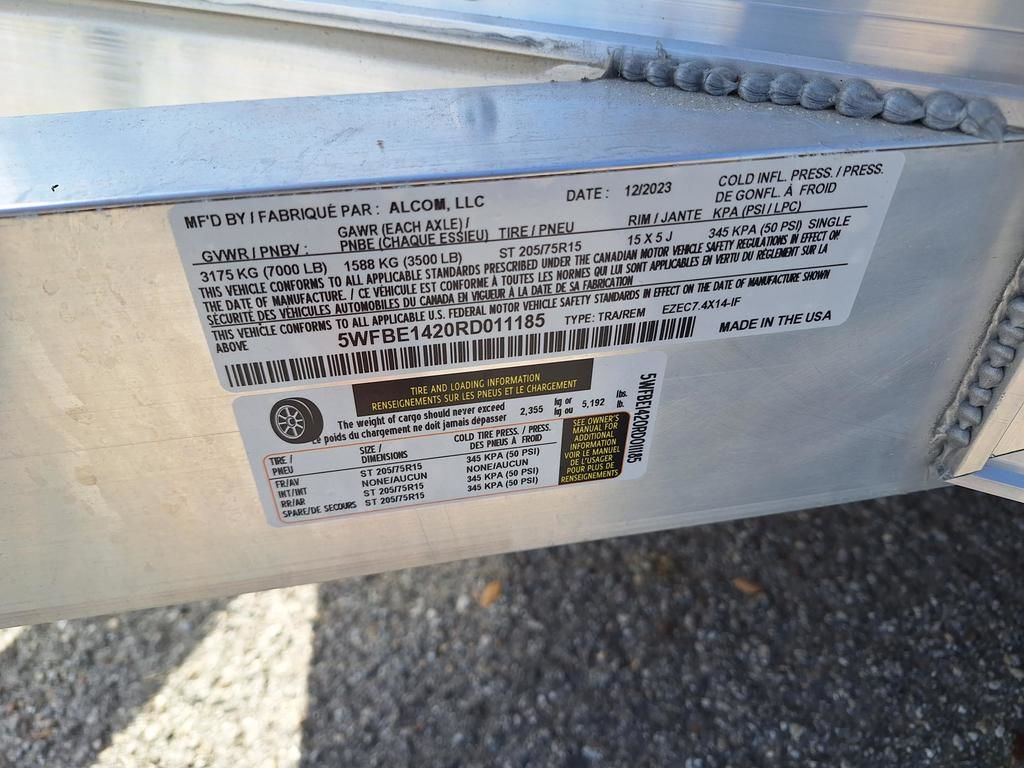 MF'D BY / FABRIQUÉ PAR : ALCOM, LLC DATE : 12/2023 COLD INFL. PRESS. / PRESS. DE GONFL. À FROID
GVWR / PNBV : GAWR (EACH AXLE) / PNBE (CHAQUE ESSIEU) TIRE / PNEU RIM / JANTE KPA (PSI / LPC)
3175 KG (7000 LB) 1588 KG (3500 LB) ST 205/75R15 15 X 5 J 345 KPA (50 PSI) SINGLE
THIS VEHICLE CONFORMS TO ALL APPLICABLE STANDARDS PRESCRIBED UNDER THE CANADIAN MOTOR VEHICLE SAFETY REGULATIONS IN EFFECT ON
THE DATE OF MANUFACTURE. / CE VÉHICULE EST CONFORME À TOUTES LES NORMES QUI LUI SONT APPLICABLES EN VERTU DU RÈGLEMENT SUR LA
SÉCURITÉ DES VÉHICULES AUTOMOBILES DU CANADA EN VIGUEUR À LA DATE DE SA FABRICATION
THIS VEHICLE CONFORMS TO ALL APPLICABLE U.S. FEDERAL MOTOR VEHICLE SAFETY STANDARDS IN EFFECT ON THE DATE OF MANUFACTURE SHOWN
ABOVE 5WFBE1420RD011185 TYPE: TRA/REM EZEC7.4X14-IF
MADE IN THE USA
TIRE AND LOADING INFORMATION
RENSEIGNEMENTS SUR LES PNEUS ET LE CHARGEMENT
The weight of cargo should never exceed
Le poids du chargement ne doit jamais dépasser
2,355 kg or kg ou 5,192 lbs. lb.
TIRE / PNEU SIZE / DIMENSIONS COLD TIRE PRESS. / PRESS. DES PNEUS À FROID
FR/AV ST 205/75R15 345 KPA (50 PSI)
INT/INT NONE/AUCUN NONE/AUCUN
RR/AR ST 205/75R15 345 KPA (50 PSI)
SPARE/DE SECOURS ST 205/75R15 345 KPA (50 PSI)
SEE OWNER'S
MANUAL FOR
ADDITIONAL
INFORMATION
VOIR LE MANUEL
DE L'USAGER
POUR PLUS DE
RENSEIGNEMENTS
5WFBE1420RD011185